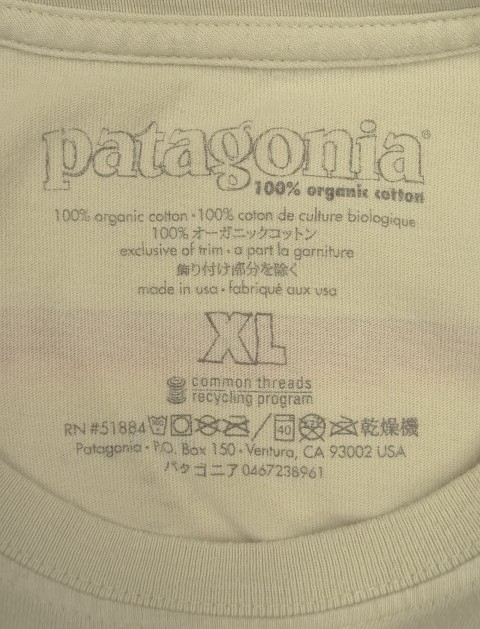 patagonia®
100% organic cotton
100% organic cotton • 100% coton de culture biologique
100% オーガニックコットン
exclusive of trim • a part la garniture
飾り付け部分を除く
made in usa • fabriqué aux usa
XL
common threads
recycling program
RN #51884 / 40 乾燥機
Patagonia • P.O. Box 150 • Ventura, CA 93002 USA
パタゴニア 0467238961